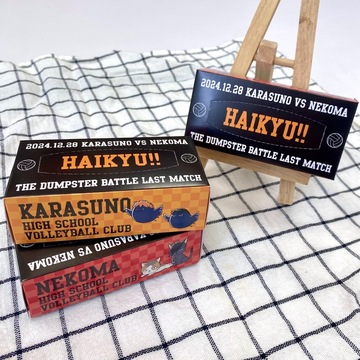 2024.12.28 KARASUNO VS NEKOMA
HAIKYU!!
THE DUMPSTER BATTLE LAST MATCH
2024.12.28 KARASUNO VS NEKOMA
HAIKYU!!
THE DUMPSTER BATTLE LAST MATCH
KARASUNO
HIGH SCHOOL
VOLLEYBALL CLUB
KARASUNO VS NEKOMA
NEKOMA
HIGH SCHOOL
VOLLEYBALL CLUB